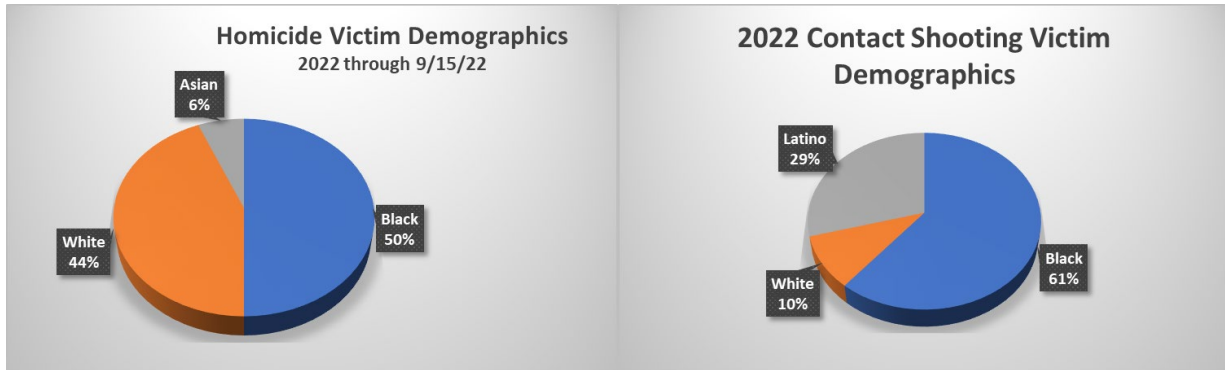 Homicide Victim Demographics
2022 through 9/15/22
Asian
6%
White
44%
Black
50%
2022 Contact Shooting Victim
Demographics
Latino
29%
White
10%
Black
61%